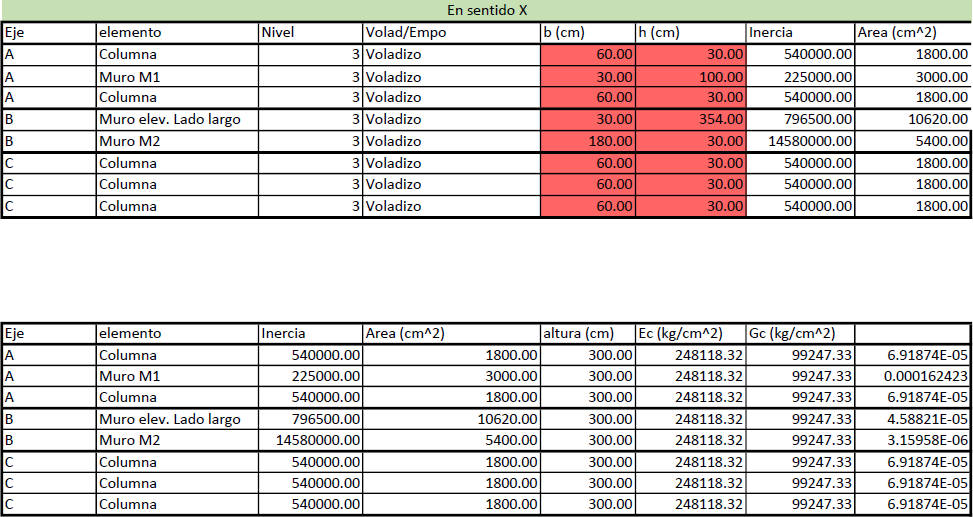 En sentido X
Eje elemento Nivel Volad/Empo b (cm) h (cm) Inercia Area (cm^2)
A Columna 3 Voladizo 60.00 30.00 540000.00 1800.00
A Muro M1 3 Voladizo 30.00 100.00 225000.00 3000.00
A Columna 3 Voladizo 60.00 30.00 540000.00 1800.00
B Muro elev. Lado largo 3 Voladizo 30.00 354.00 796500.00 10620.00
B Muro M2 3 Voladizo 180.00 30.00 14580000.00 5400.00
C Columna 3 Voladizo 60.00 30.00 540000.00 1800.00
C Columna 3 Voladizo 60.00 30.00 540000.00 1800.00
C Columna 3 Voladizo 60.00 30.00 540000.00 1800.00
Eje elemento Inercia Area (cm^2) altura (cm) Ec (kg/cm^2) Gc (kg/cm^2)
A Columna 540000.00 1800.00 300.00 248118.32 99247.33 6.91874E-05
A Muro M1 225000.00 3000.00 300.00 248118.32 99247.33 0.000162423
A Columna 540000.00 1800.00 300.00 248118.32 99247.33 6.91874E-05
B Muro elev. Lado largo 796500.00 10620.00 300.00 248118.32 99247.33 4.58821E-05
B Muro M2 14580000.00 5400.00 300.00 248118.32 99247.33 3.15958E-06
C Columna 540000.00 1800.00 300.00 248118.32 99247.33 6.91874E-05
C Columna 540000.00 1800.00 300.00 248118.32 99247.33 6.91874E-05
C Columna 540000.00 1800.00 300.00 248118.32 99247.33 6.91874E-05